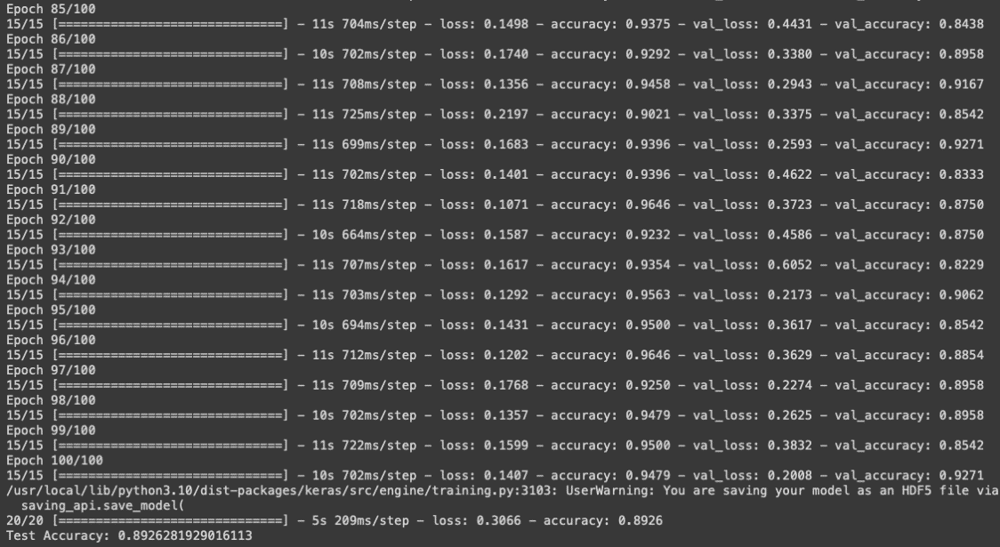 Epoch 85/100
15/15 [==============================] - 11s 704ms/step - loss: 0.1498 - accuracy: 0.9375 - val_loss: 0.4431 - val_accuracy: 0.8438
Epoch 86/100
15/15 [==============================] - 10s 702ms/step - loss: 0.1740 - accuracy: 0.9292 - val_loss: 0.3380 - val_accuracy: 0.8958
Epoch 87/100
15/15 [==============================] - 11s 708ms/step - loss: 0.1356 - accuracy: 0.9458 - val_loss: 0.2943 - val_accuracy: 0.9167
Epoch 88/100
15/15 [==============================] - 11s 725ms/step - loss: 0.2197 - accuracy: 0.9021 - val_loss: 0.3375 - val_accuracy: 0.8542
Epoch 89/100
15/15 [==============================] - 11s 699ms/step - loss: 0.1683 - accuracy: 0.9396 - val_loss: 0.2593 - val_accuracy: 0.9271
Epoch 90/100
15/15 [==============================] - 11s 702ms/step - loss: 0.1401 - accuracy: 0.9396 - val_loss: 0.4622 - val_accuracy: 0.8333
Epoch 91/100
15/15 [==============================] - 11s 718ms/step - loss: 0.1071 - accuracy: 0.9646 - val_loss: 0.3723 - val_accuracy: 0.8750
Epoch 92/100
15/15 [==============================] - 10s 664ms/step - loss: 0.1587 - accuracy: 0.9232 - val_loss: 0.4586 - val_accuracy: 0.8750
Epoch 93/100
15/15 [==============================] - 11s 707ms/step - loss: 0.1617 - accuracy: 0.9354 - val_loss: 0.6052 - val_accuracy: 0.8229
Epoch 94/100
15/15 [==============================] - 11s 703ms/step - loss: 0.1292 - accuracy: 0.9563 - val_loss: 0.2173 - val_accuracy: 0.9062
Epoch 95/100
15/15 [==============================] - 10s 694ms/step - loss: 0.1431 - accuracy: 0.9500 - val_loss: 0.3617 - val_accuracy: 0.8542
Epoch 96/100
15/15 [==============================] - 11s 712ms/step - loss: 0.1202 - accuracy: 0.9646 - val_loss: 0.3629 - val_accuracy: 0.8854
Epoch 97/100
15/15 [==============================] - 11s 709ms/step - loss: 0.1768 - accuracy: 0.9250 - val_loss: 0.2274 - val_accuracy: 0.8958
Epoch 98/100
15/15 [==============================] - 10s 702ms/step - loss: 0.1357 - accuracy: 0.9479 - val_loss: 0.2625 - val_accuracy: 0.8958
Epoch 99/100
15/15 [==============================] - 11s 722ms/step - loss: 0.1599 - accuracy: 0.9500 - val_loss: 0.3832 - val_accuracy: 0.8542
Epoch 100/100
15/15 [==============================] - 10s 702ms/step - loss: 0.1407 - accuracy: 0.9479 - val_loss: 0.2008 - val_accuracy: 0.9271
/usr/local/lib/python3.10/dist-packages/keras/src/engine/training.py:3103: UserWarning: You are saving your model as an HDF5 file via
saving_api.save_model(
20/20 [==============================] - 5s 209ms/step - loss: 0.3066 - accuracy: 0.8926
Test Accuracy: 0.8926281929016113